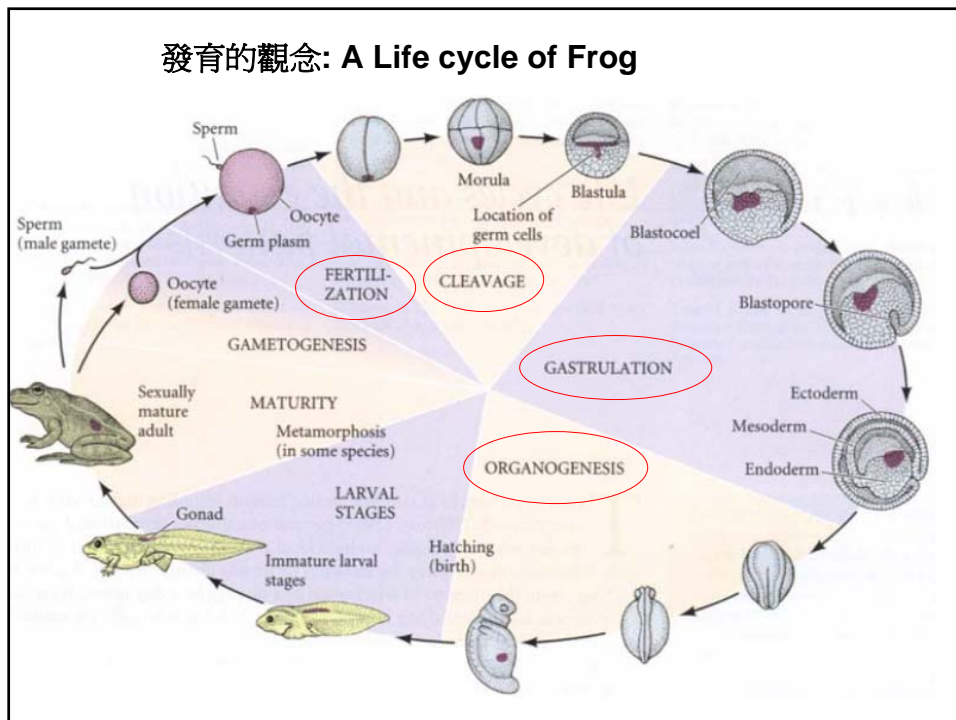 發育的觀念: A Life cycle of Frog
Sperm
Oocyte
Germ plasm
Morula
Blastula
Location of
germ cells
Blastocoel
Blastopore
Ectoderm
Mesoderm
Endoderm
Sperm
(male gamete)
Oocyte
(female gamete)
FERTILI-
ZATION
CLEAVAGE
GASTRULATION
ORGANOGENESIS
GAMETOGENESIS
MATURITY
Sexually
mature
adult
Metamorphosis
(in some species)
LARVAL
STAGES
Gonad
Immature larval
stages
Hatching
(birth)